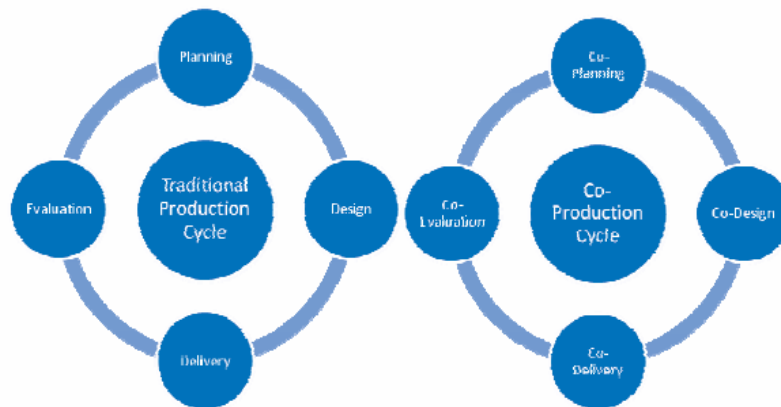 Planning
Evaluation
Traditional
Production
Cycle
Design
Delivery
Co-
Planning
Co-
Evaluation
Co-
Production
Cycle
Co-Design
Co-
Delivery